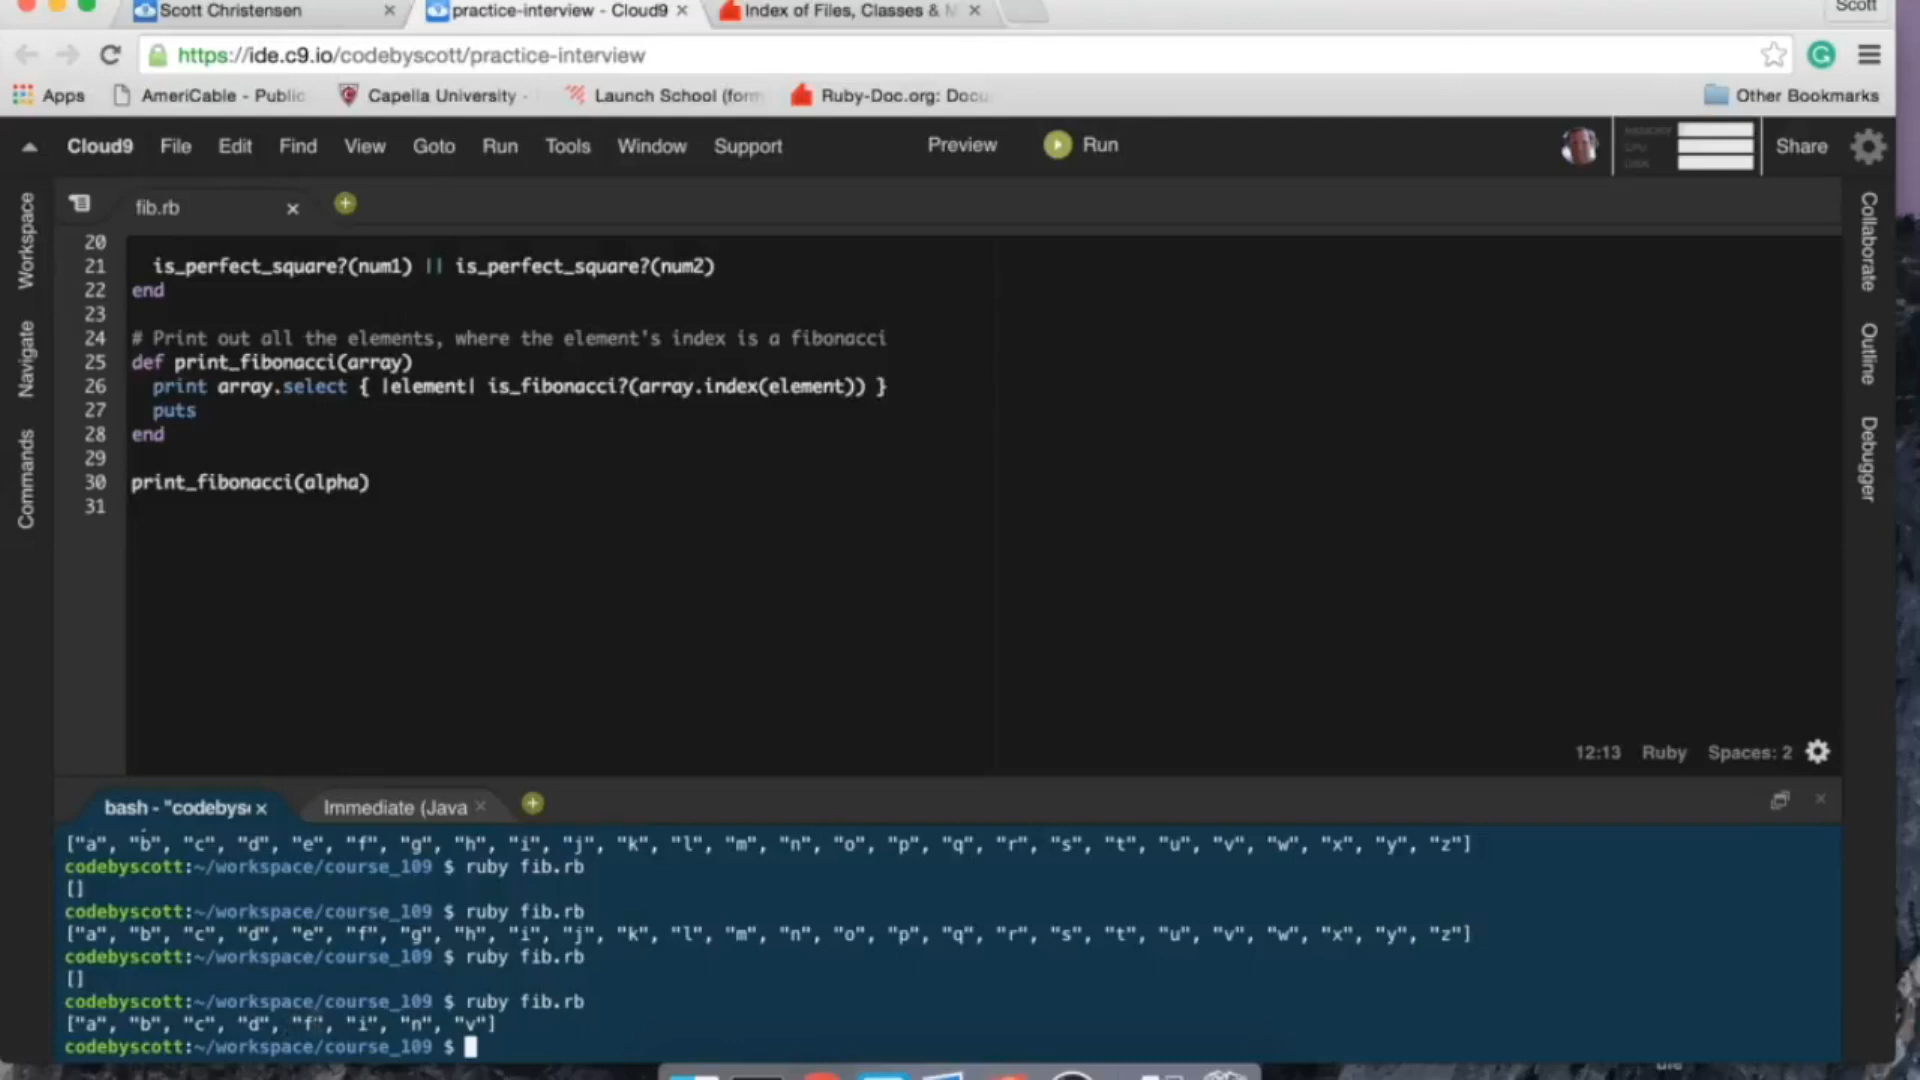 Scott Christensen
practice-interview - Cloud9
Index of Files, Classes & M
Scott
https://ide.c9.io/codebyscott/practice-interview
Apps
AmeriCable - Public
Capella University -
Launch School (form
Ruby-Doc.org: Docu
Other Bookmarks
Cloud9 File Edit Find View Goto Run Tools Window Support
Preview
Run
MEMORY
CPU
DISK
Share
Workspace
Navigate
Commands
Collaborate
Outline
Debugger
fib.rb
20
21 is_perfect_square?(num1) || is_perfect_square?(num2)
22 end
23
24 # Print out all the elements, where the element's index is a fibonacci
25 def print_fibonacci(array)
26 print array.select { |element| is_fibonacci?(array.index(element)) }
27 puts
28 end
29
30 print_fibonacci(alpha)
31
12:13 Ruby Spaces: 2
bash - "codebys
Immediate (Java
["a", "b", "c", "d", "e", "f", "g", "h", "i", "j", "k", "l", "m", "n", "o", "p", "q", "r", "s", "t", "u", "v", "w", "x", "y", "z"]
codebyscott:~/workspace/course_109 $ ruby fib.rb
[]
codebyscott:~/workspace/course_109 $ ruby fib.rb
["a", "b", "c", "d", "e", "f", "g", "h", "i", "j", "k", "l", "m", "n", "o", "p", "q", "r", "s", "t", "u", "v", "w", "x", "y", "z"]
codebyscott:~/workspace/course_109 $ ruby fib.rb
[]
codebyscott:~/workspace/course_109 $ ruby fib.rb
["a", "b", "c", "d", "f", "i", "n", "v"]
codebyscott:~/workspace/course_109 $